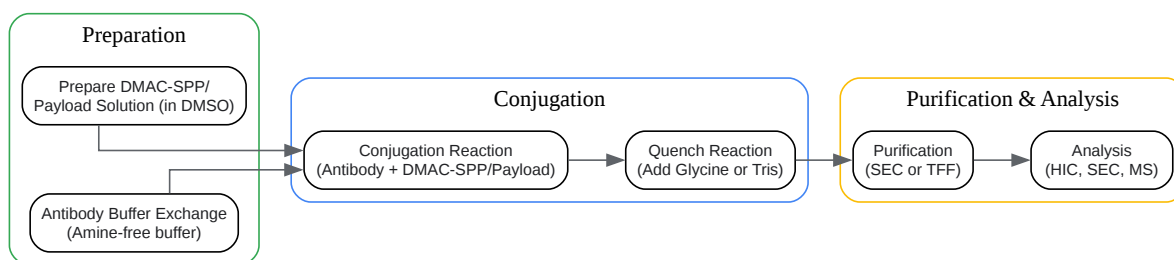 Preparation
Prepare DMAC-SPP/
Payload Solution (in DMSO)
Antibody Buffer Exchange
(Amine-free buffer)
Conjugation
Conjugation Reaction
(Antibody + DMAC-SPP/Payload)
Quench Reaction
(Add Glycine or Tris)
Purification & Analysis
Purification
(SEC or TFF)
Analysis
(HIC, SEC, MS)